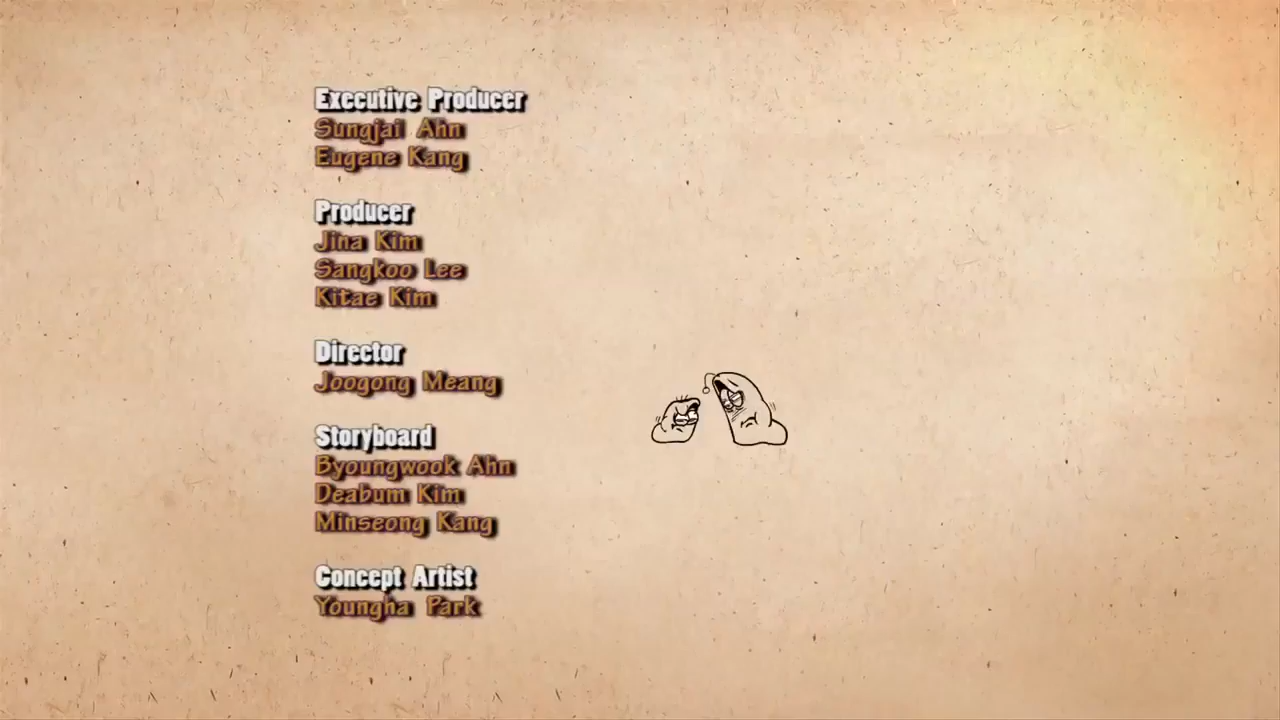 Executive Producer
Sungjai Ahn
Eugene Kang
Producer
Jina Kim
Sangkoo Lee
Kitae Kim
Director
Joogong Meang
Storyboard
Byoungwook Ahn
Deabum Kim
Minseong Kang
Concept Artist
Youngha Park